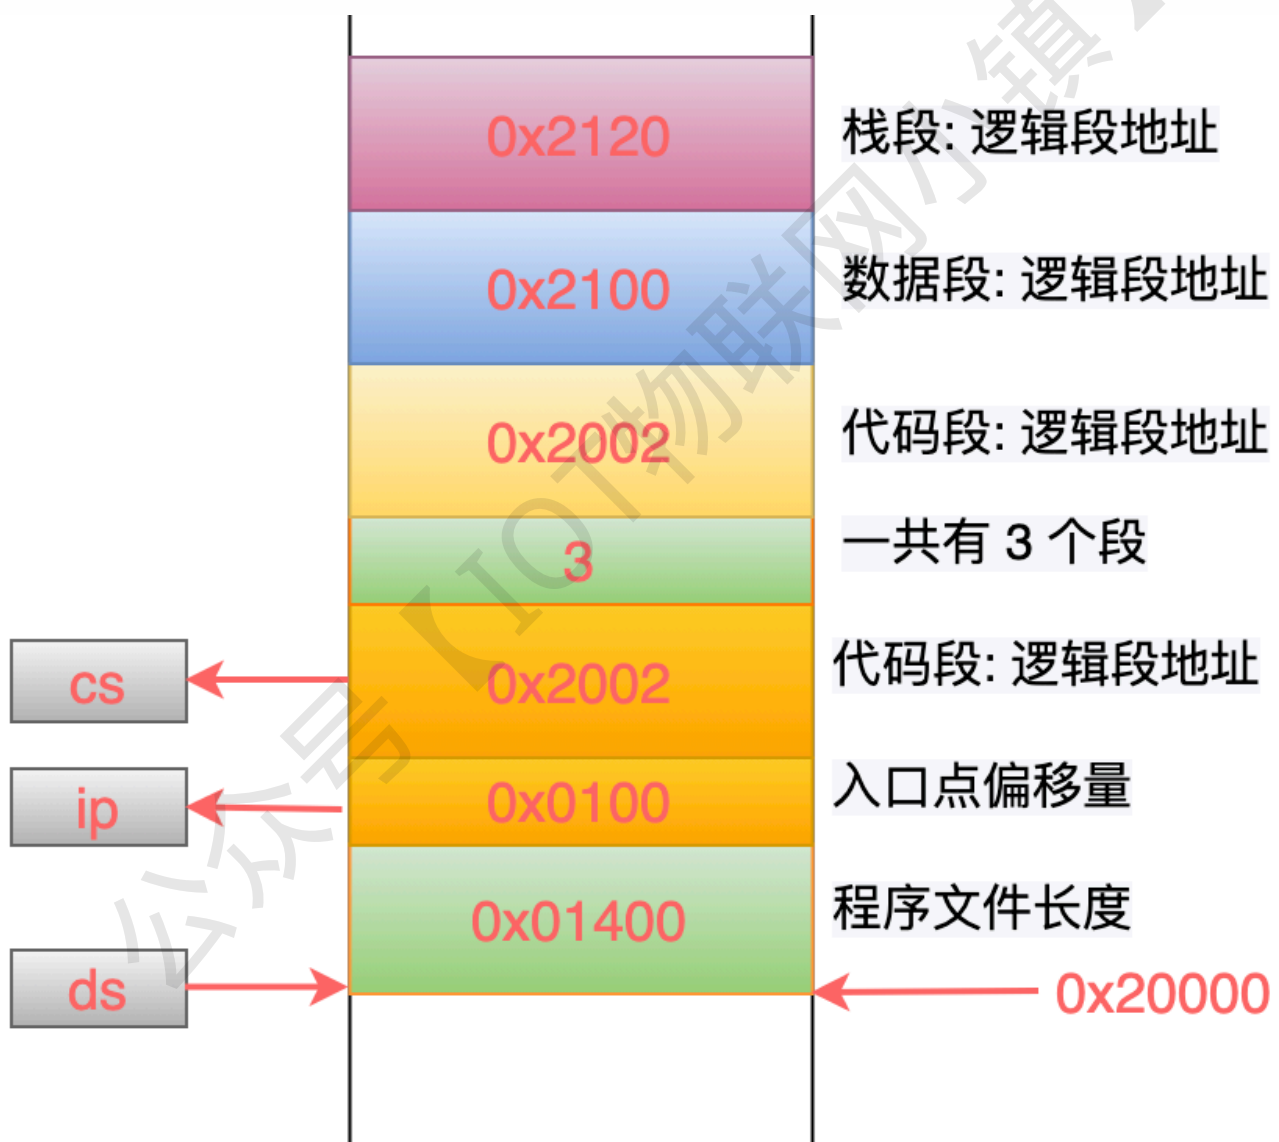 0x2120
栈段: 逻辑段地址
0x2100
数据段: 逻辑段地址
0x2002
代码段: 逻辑段地址
3
一共有 3 个段
cs
0x2002
代码段: 逻辑段地址
ip
0x0100
入口点偏移量
0x01400
程序文件长度
ds
0x20000
公众号【IOT物联网小镇】